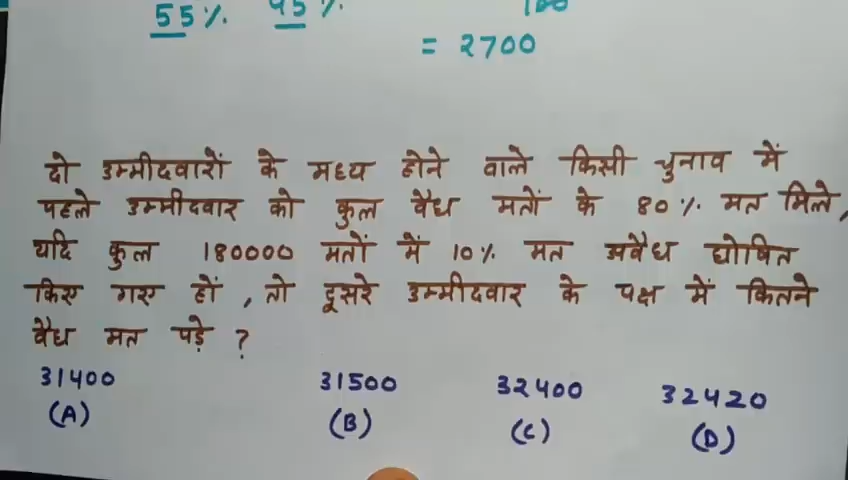 55%. 45%. 100
= 2700
दो उम्मीदवारों के मध्य होने वाले किसी चुनाव में
पहले उम्मीदवार को कुल वैध मतों के 80%. मत मिले,
यदि कुल 180000 मतों में 10%. मत अवैध घोषित
किए गए हों, तो दूसरे उम्मीदवार के पक्ष में कितने
वैध मत पड़े ?
31400 31500 32400 32420
(A) (B) (C) (D)